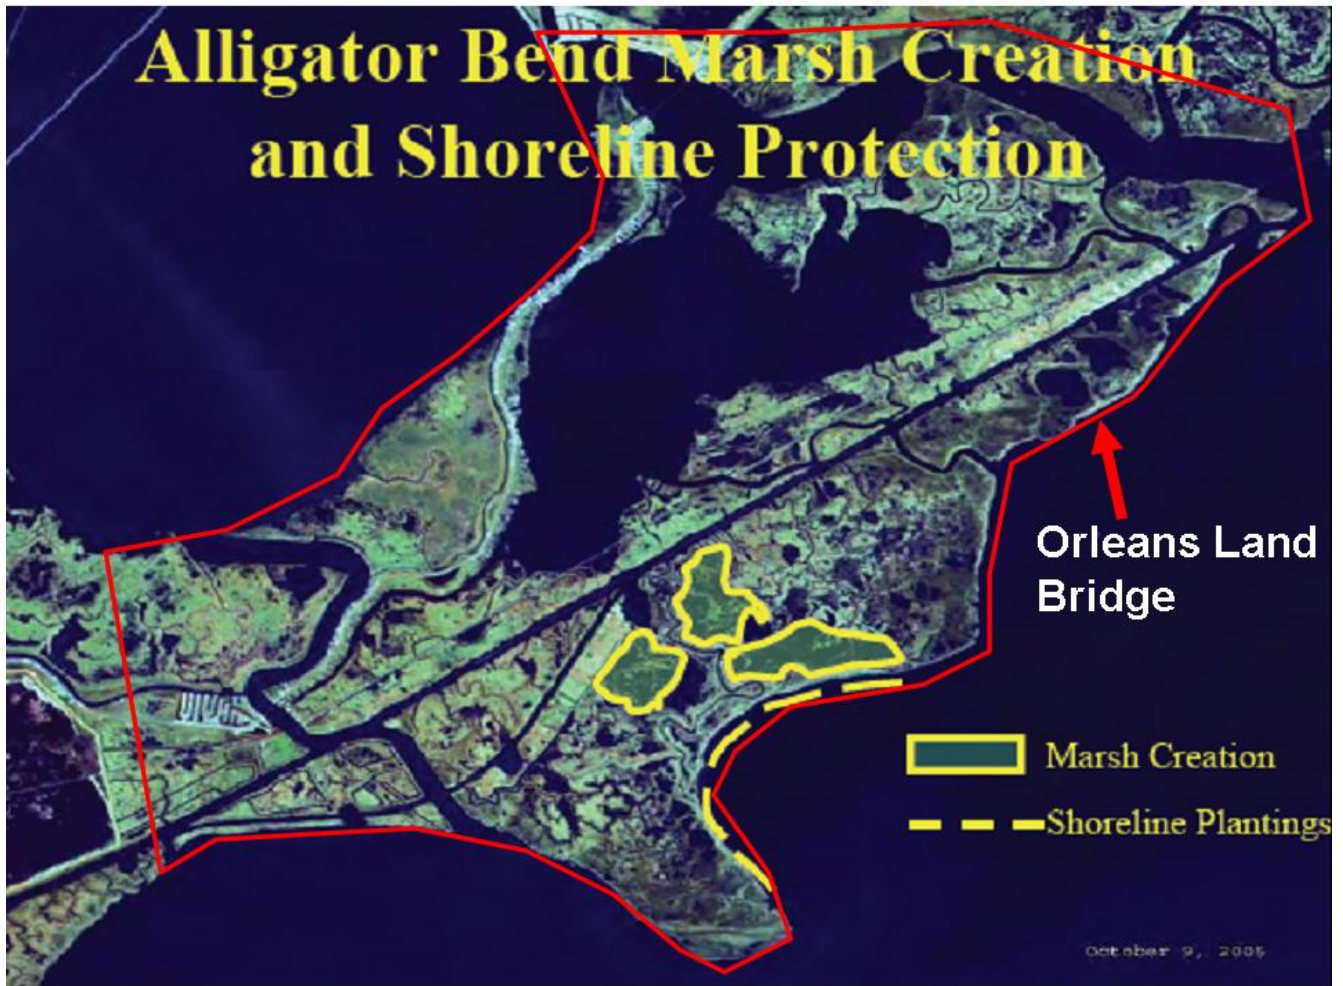 Alligator Bend Marsh Creation
and Shoreline Protection
Orleans Land
Bridge
Marsh Creation
Shoreline Plantings
October 9, 2005